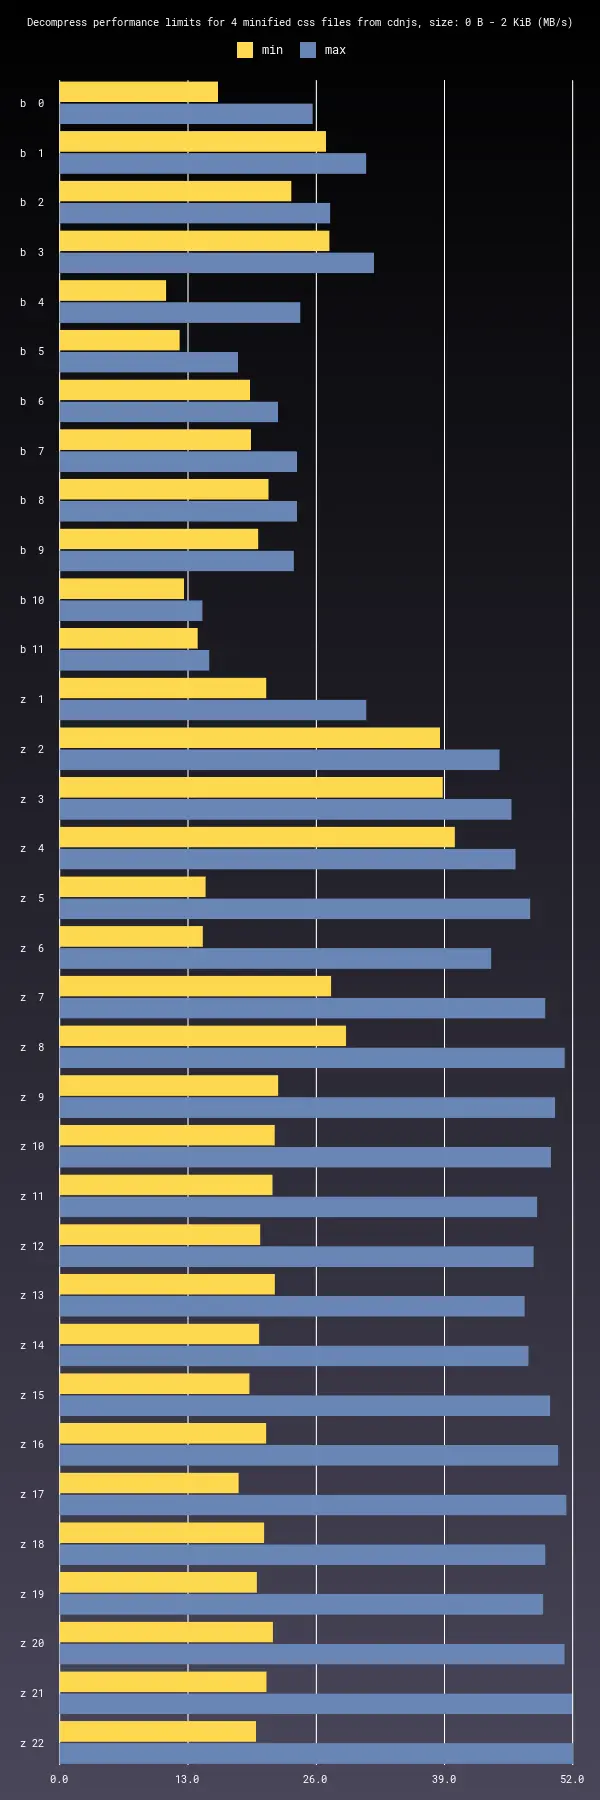 Decompress performance limits for 4 minified css files from cdnjs, size: 0 B - 2 KiB (MB/s)
min max
b 0
b 1
b 2
b 3
b 4
b 5
b 6
b 7
b 8
b 9
b 10
b 11
z 1
z 2
z 3
z 4
z 5
z 6
z 7
z 8
z 9
z 10
z 11
z 12
z 13
z 14
z 15
z 16
z 17
z 18
z 19
z 20
z 21
z 22
0.0 13.0 26.0 39.0 52.0